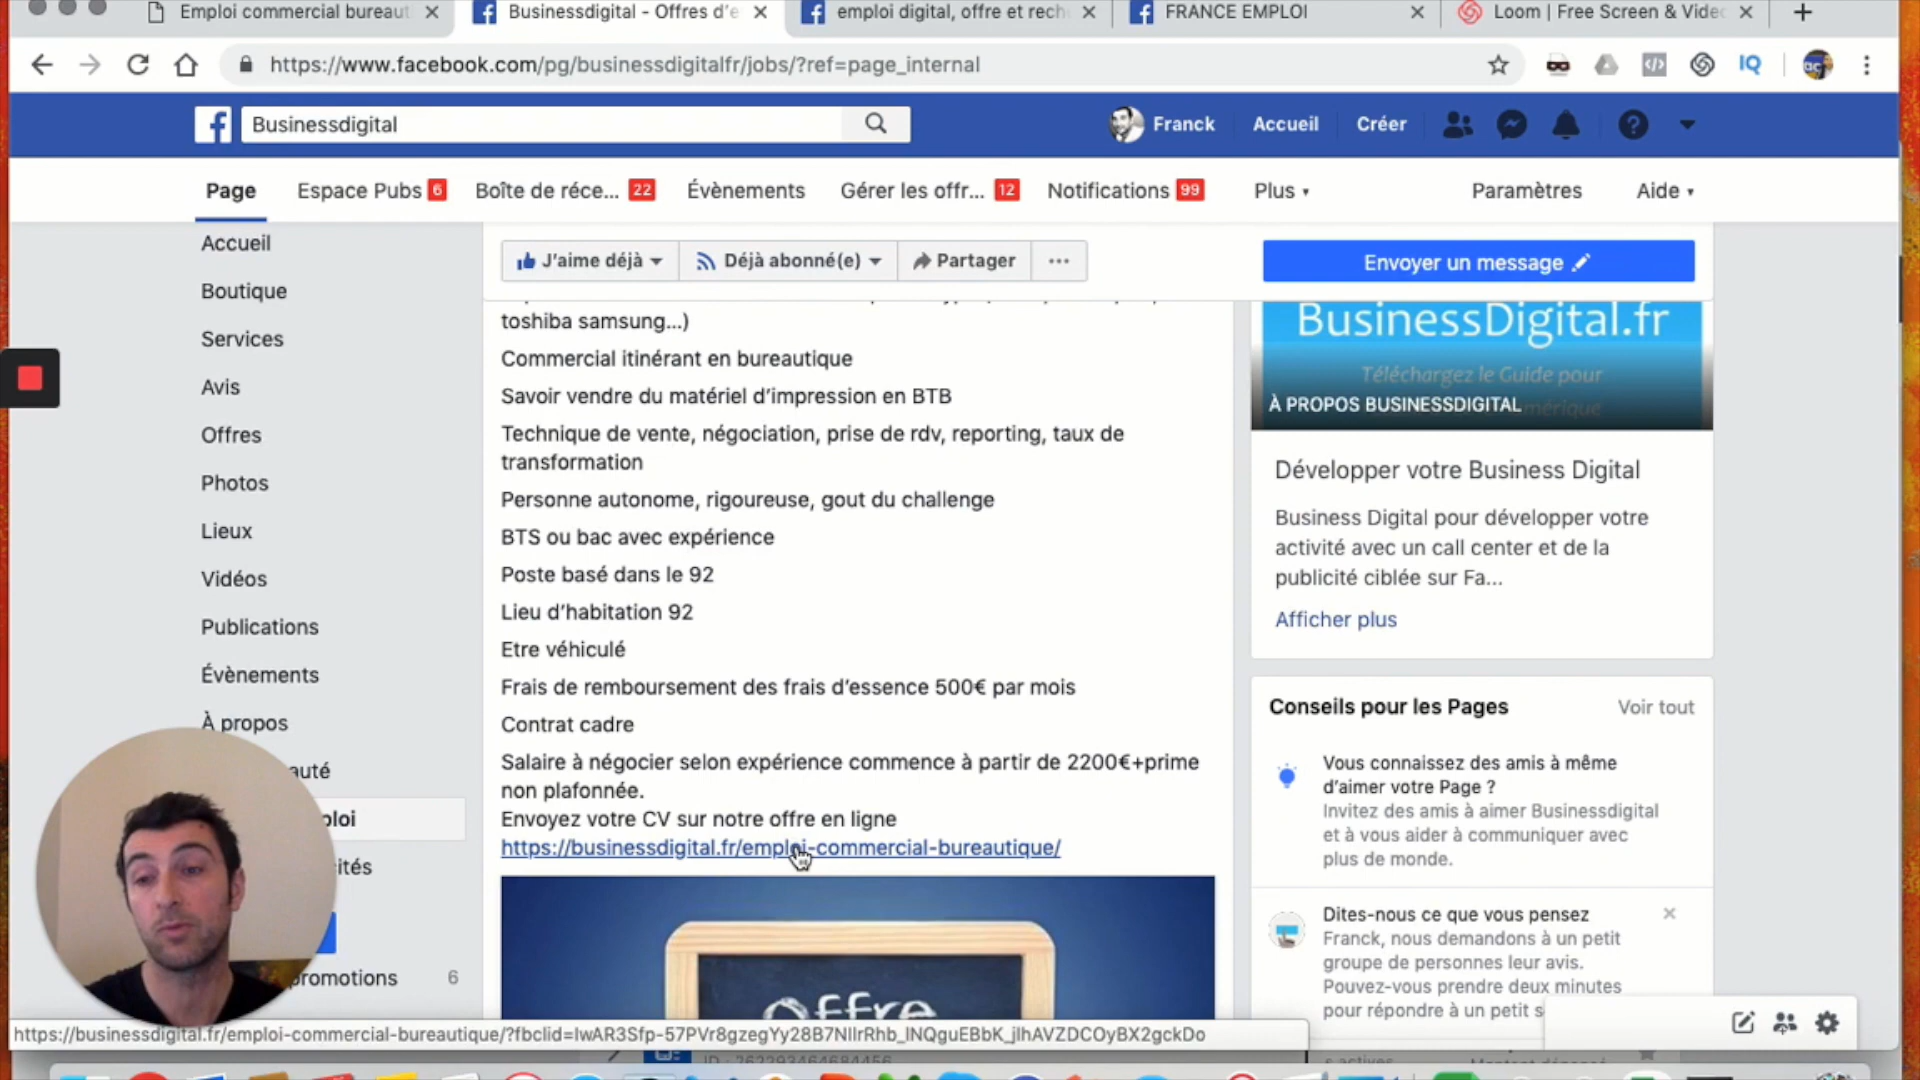 Emploi commercial bureaut
Businessdigital - Offres d'e
emploi digital, offre et rech
FRANCE EMPLOI
Loom | Free Screen & Vide
https://www.facebook.com/pg/businessdigitalfr/jobs/?ref=page_internal
IQ
Businessdigital
Franck
Accueil
Créer
Page
Espace Pubs 6
Boîte de réce... 22
Évènements
Gérer les offr... 12
Notifications 99
Plus
Paramètres
Aide
Accueil
Boutique
Services
Avis
Offres
Photos
Lieux
Vidéos
Publications
Évènements
À propos
auté
ploi
ités
promotions 6
J'aime déjà
Déjà abonné(e)
Partager
Envoyer un message
toshiba samsung...)
Commercial itinérant en bureautique
Savoir vendre du matériel d'impression en BTB
Technique de vente, négociation, prise de rdv, reporting, taux de
transformation
Personne autonome, rigoureuse, gout du challenge
BTS ou bac avec expérience
Poste basé dans le 92
Lieu d'habitation 92
Etre véhiculé
Frais de remboursement des frais d'essence 500€ par mois
Contrat cadre
Salaire à négocier selon expérience commence à partir de 2200€+prime
non plafonnée.
Envoyez votre CV sur notre offre en ligne
https://businessdigital.fr/emploi-commercial-bureautique/
Offre
BusinessDigital.fr
Téléchargez le Guide pour
À PROPOS BUSINESSDIGITAL
Développer votre Business Digital
Business Digital pour développer votre
activité avec un call center et de la
publicité ciblée sur Fa...
Afficher plus
Conseils pour les Pages
Voir tout
Vous connaissez des amis à même
d'aimer votre Page ?
Invitez des amis à aimer Businessdigital
et à vous aider à communiquer avec
plus de monde.
Dites-nous ce que vous pensez
Franck, nous demandons à un petit
groupe de personnes leur avis.
Pouvez-vous prendre deux minutes
pour répondre à un petit s